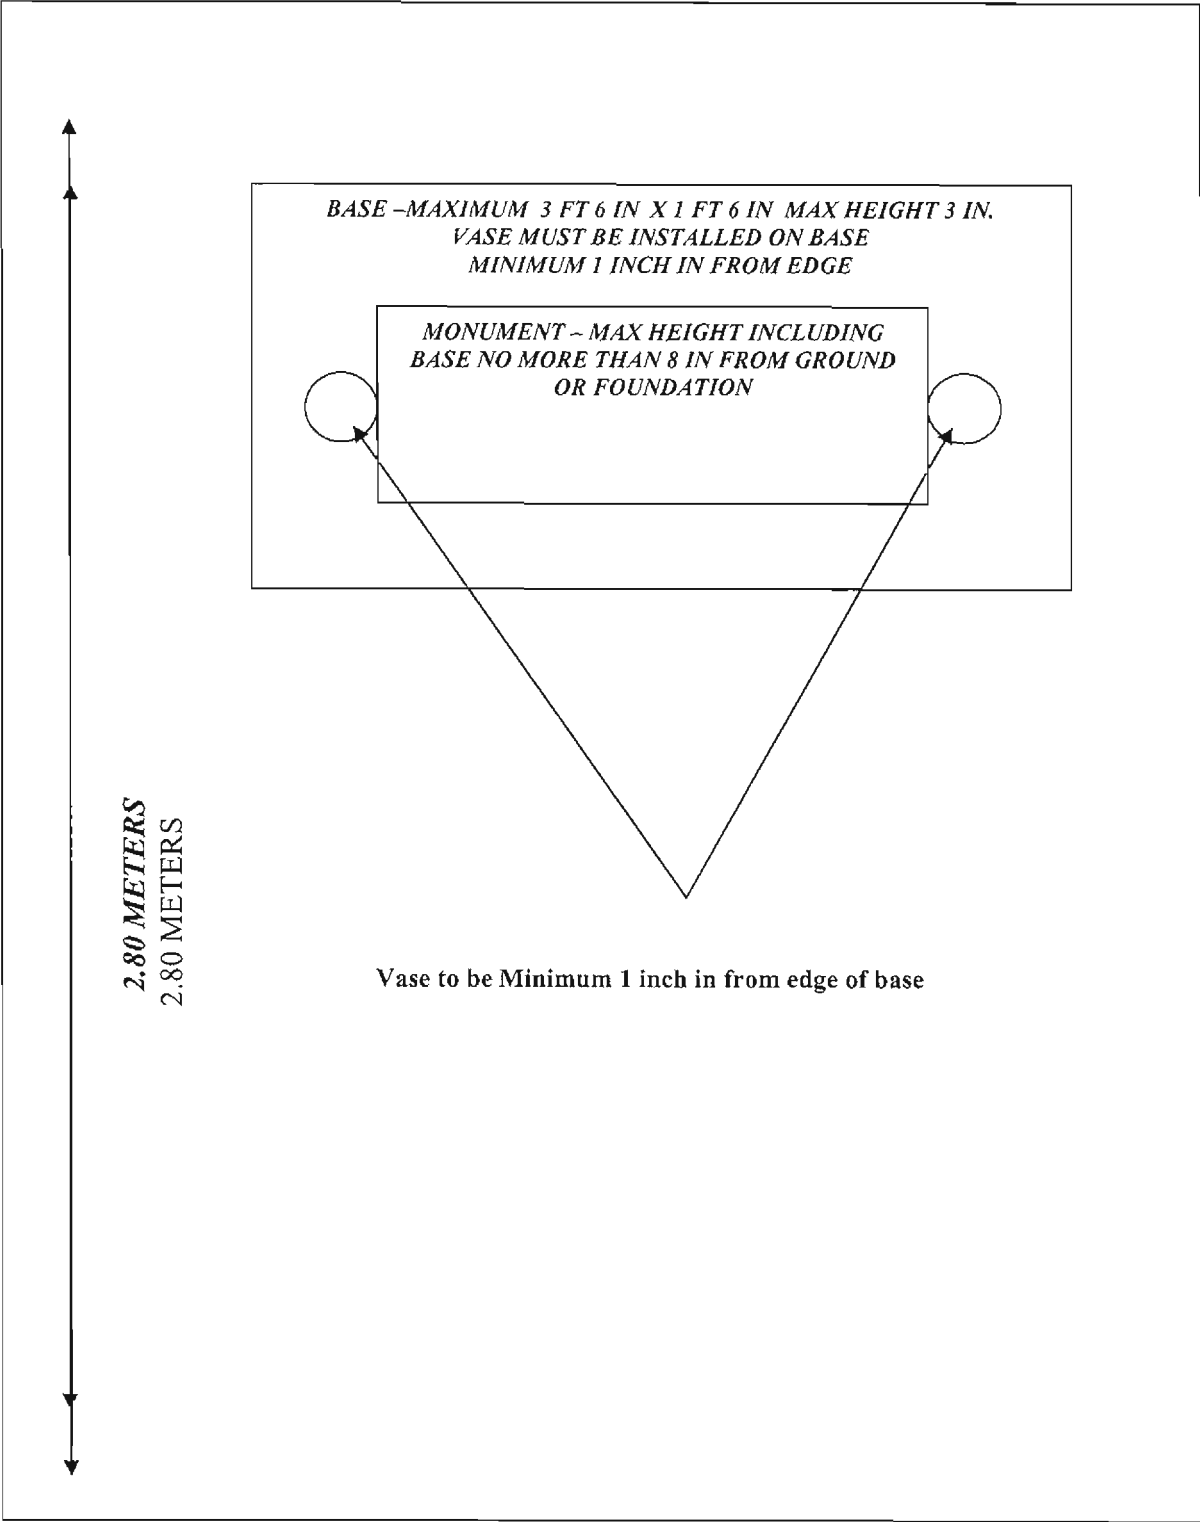 BASE –MAXIMUM 3 FT 6 IN X 1 FT 6 IN MAX HEIGHT 3 IN.
VASE MUST BE INSTALLED ON BASE
MINIMUM 1 INCH IN FROM EDGE
MONUMENT – MAX HEIGHT INCLUDING
BASE NO MORE THAN 8 IN FROM GROUND
OR FOUNDATION
2.80 METERS
2.80 METERS
Vase to be Minimum 1 inch in from edge of base